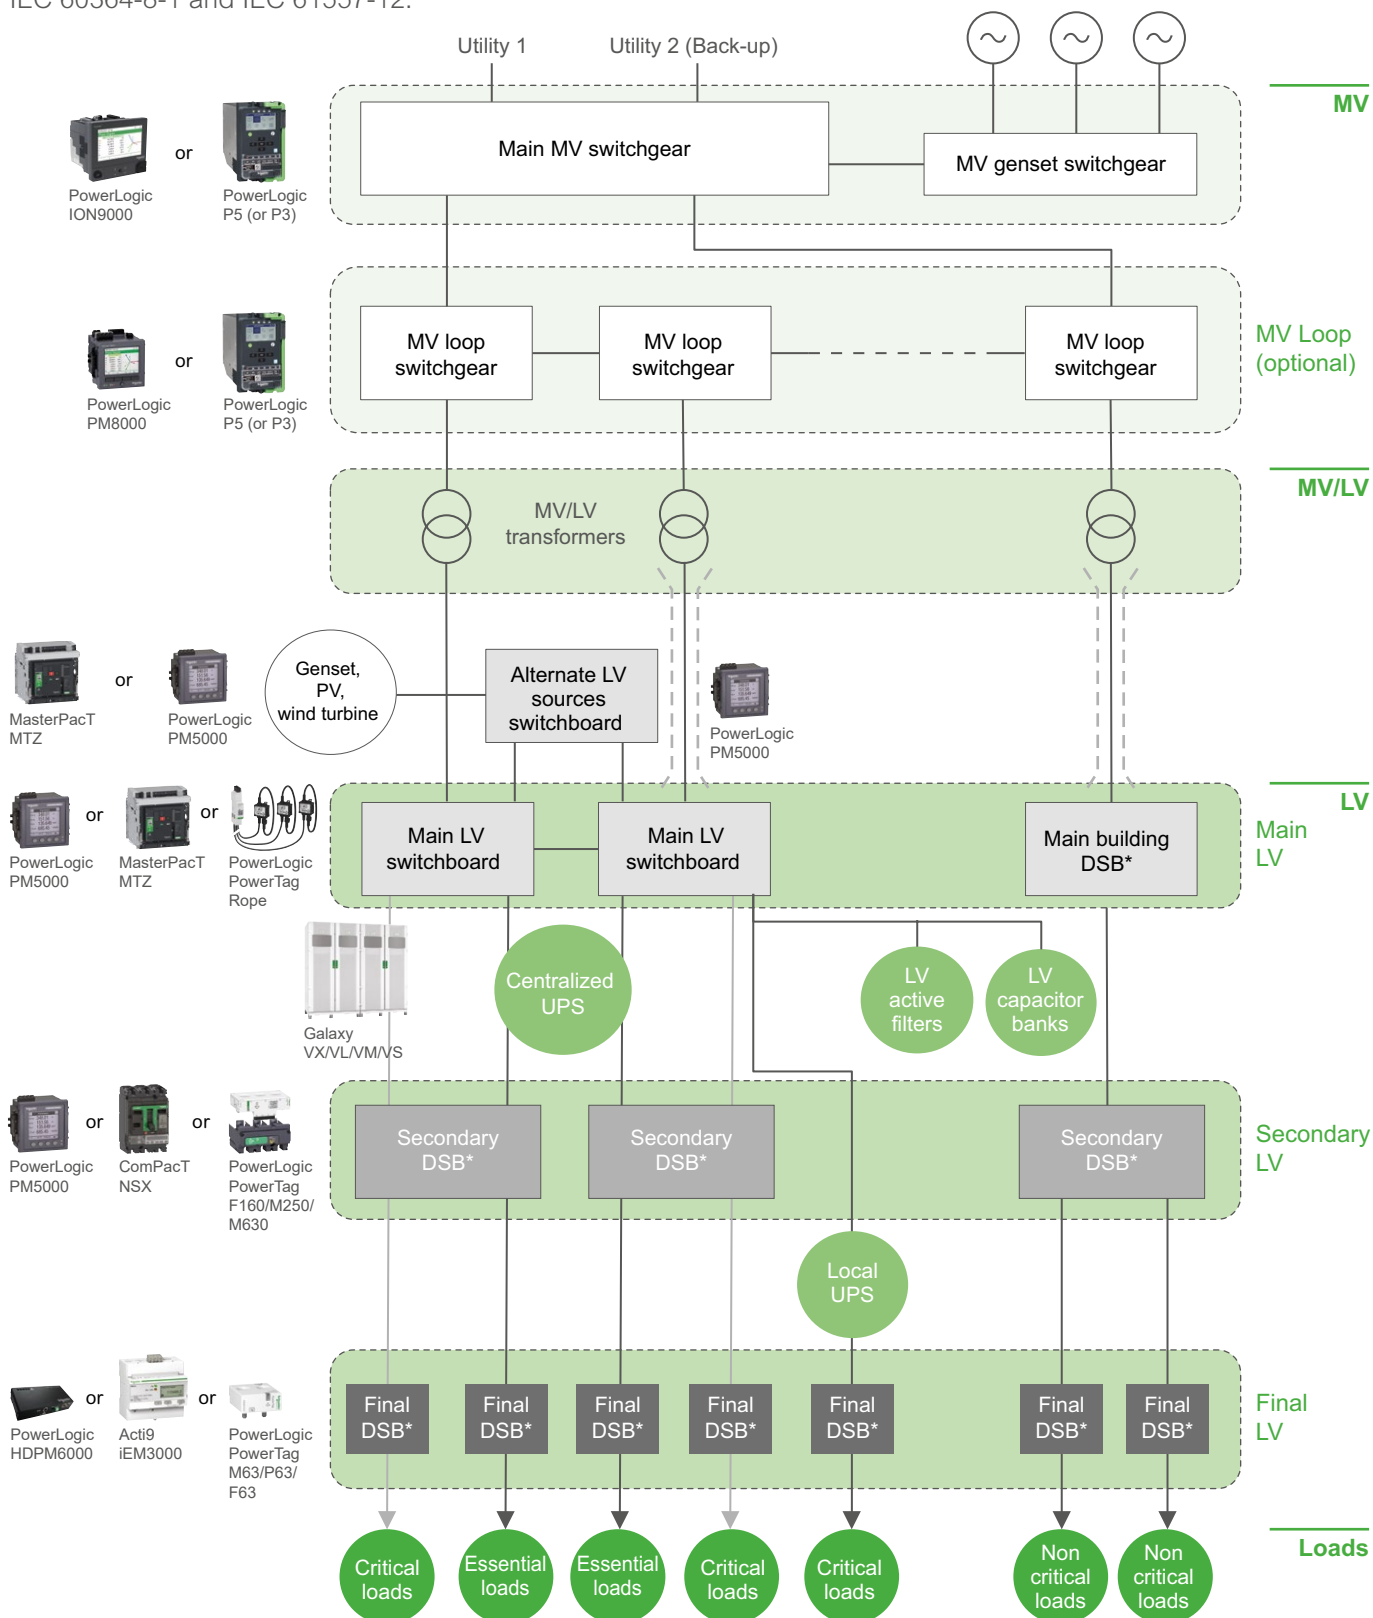 IEC 60364-8-1 and IEC 61557-12.
Utility 1
Utility 2 (Back-up)
MV
Main MV switchgear
MV genset switchgear
or
PowerLogic
ION9000
PowerLogic
P5 (or P3)
MV loop
switchgear
MV loop
switchgear
MV loop
switchgear
MV Loop
(optional)
or
PowerLogic
PM8000
PowerLogic
P5 (or P3)
MV/LV
MV/LV
transformers
or
MasterPacT
MTZ
PowerLogic
PM5000
Genset,
PV,
wind turbine
Alternate LV
sources
switchboard
PowerLogic
PM5000
LV
Main
LV
or
or
PowerLogic
PM5000
MasterPacT
MTZ
PowerLogic
PowerTag
Rope
Main LV
switchboard
Main LV
switchboard
Main building
DSB*
Galaxy
VX/VL/VM/VS
Centralized
UPS
LV
active
filters
LV
capacitor
banks
or
or
PowerLogic
PM5000
ComPacT
NSX
PowerLogic
PowerTag
F160/M250/
M630
Secondary
DSB*
Secondary
DSB*
Secondary
DSB*
Secondary
LV
Local
UPS
or
or
PowerLogic
HDPM6000
Acti9
iEM3000
PowerLogic
PowerTag
M63/P63/
F63
Final
DSB*
Final
DSB*
Final
DSB*
Final
DSB*
Final
DSB*
Final
DSB*
Final
DSB*
Final
LV
Loads
Critical
loads
Essential
loads
Essential
loads
Critical
loads
Critical
loads
Non
critical
loads
Non
critical
loads